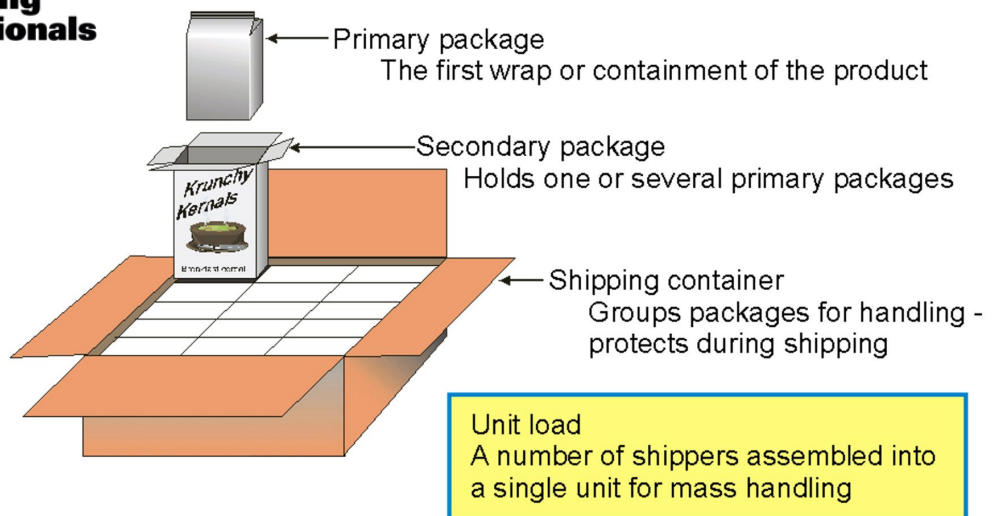 ionals
Primary package
The first wrap or containment of the product
Secondary package
Holds one or several primary packages
Krunchy
Kernals
Shipping container
Groups packages for handling -
protects during shipping
Unit load
A number of shippers assembled into
a single unit for mass handling